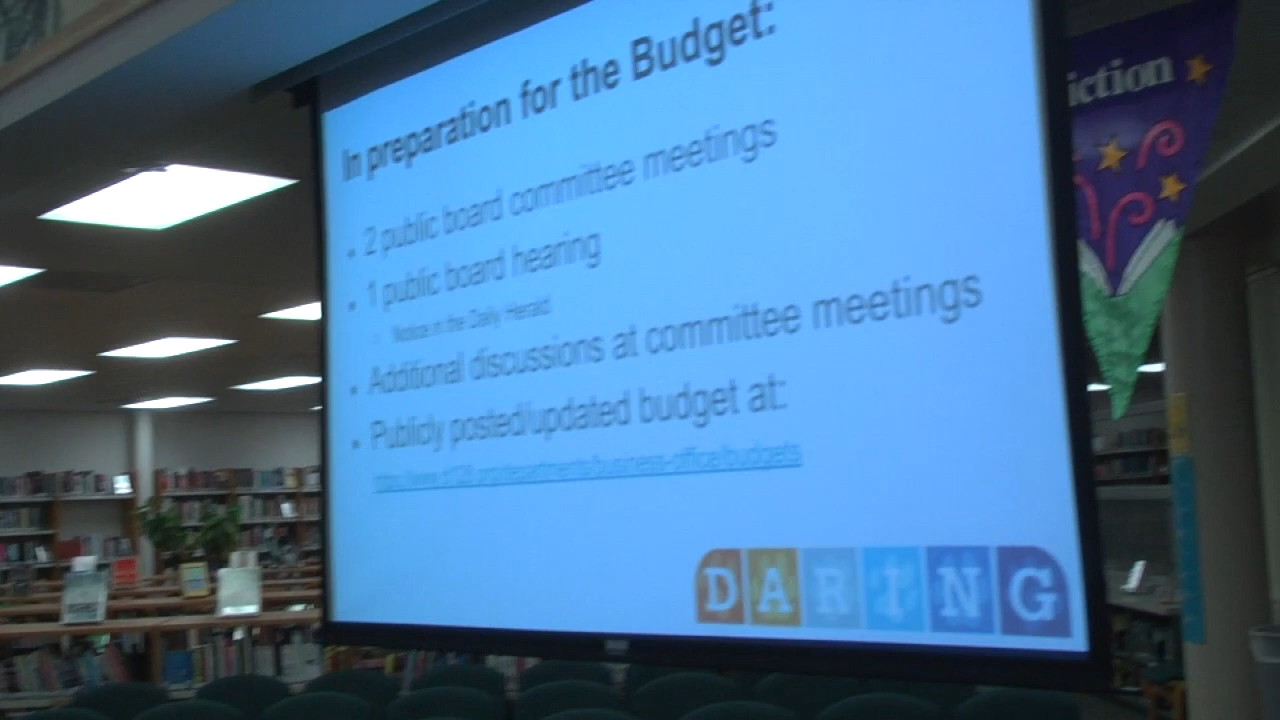 In preparation for the Budget:
2 public board committee meetings
1 public board hearing
Notice in the Daily Herald
Additional discussions at committee meetings
Publicly posted/updated budget at:
DARING
iction